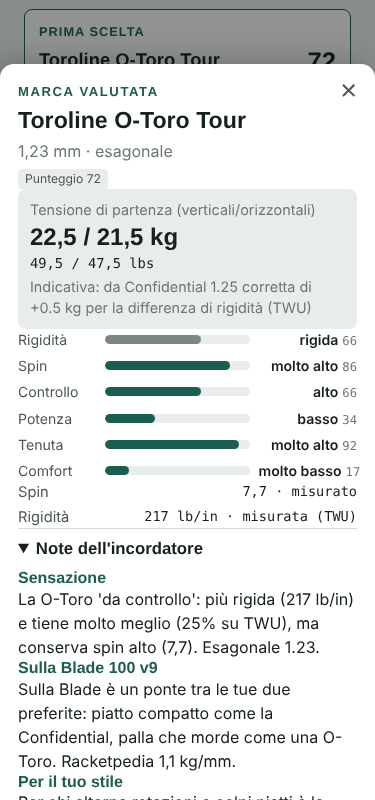 PRIMA SCELTA
Toroline O-Toro Tour 72
MARCA VALUTATA ✕
Toroline O-Toro Tour
1,23 mm · esagonale
Punteggio 72
Tensione di partenza (verticali/orizzontali)
22,5 / 21,5 kg
49,5 / 47,5 lbs
Indicativa: da Confidential 1.25 corretta di
+0.5 kg per la differenza di rigidità (TWU)
Rigidità rigida 66
Spin molto alto 86
Controllo alto 66
Potenza basso 34
Tenuta molto alto 92
Comfort molto basso 17
Spin 7,7 · misurato
Rigidità 217 lb/in · misurata (TWU)
▼ Note dell'incordatore
Sensazione
La O-Toro 'da controllo': più rigida (217 lb/in)
e tiene molto meglio (25% su TWU), ma
conserva spin alto (7,7). Esagonale 1.23.
Sulla Blade 100 v9
Sulla Blade è un ponte tra le tue due
preferite: piatto compatto come la
Confidential, palla che morde come una O-
Toro. Racketpedia 1,1 kg/mm.
Per il tuo stile
Per chi alterna rotazioni e colpi piatti è la